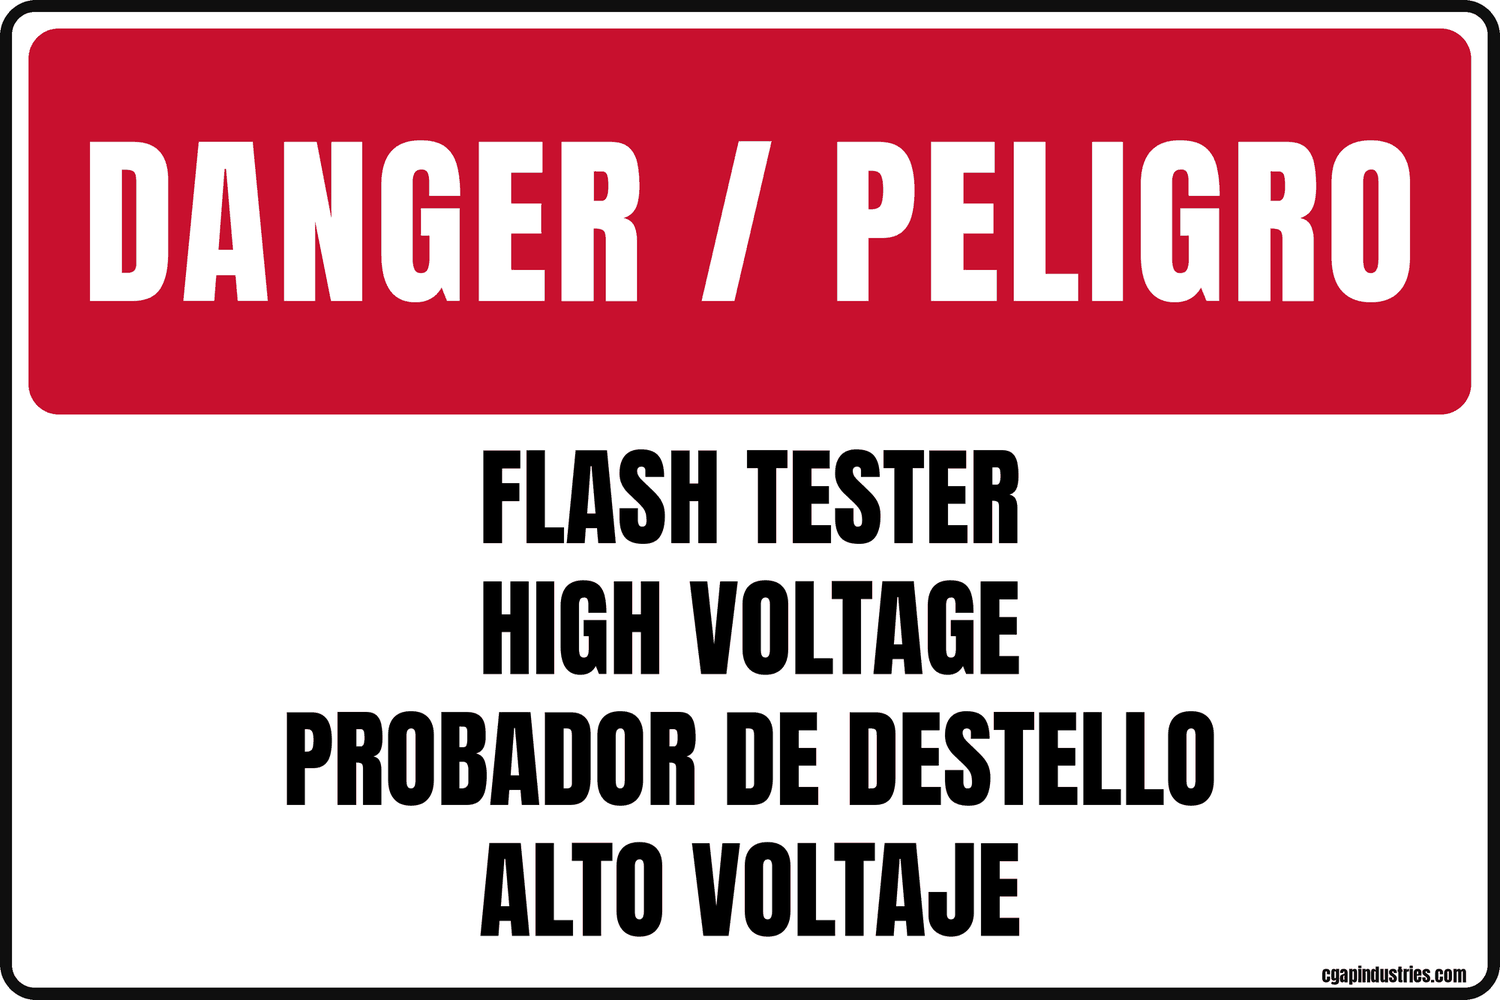 DANGER / PELIGRO
FLASH TESTER
HIGH VOLTAGE
PROBADOR DE DESTELLO
ALTO VOLTAJE
cgapindustries.com